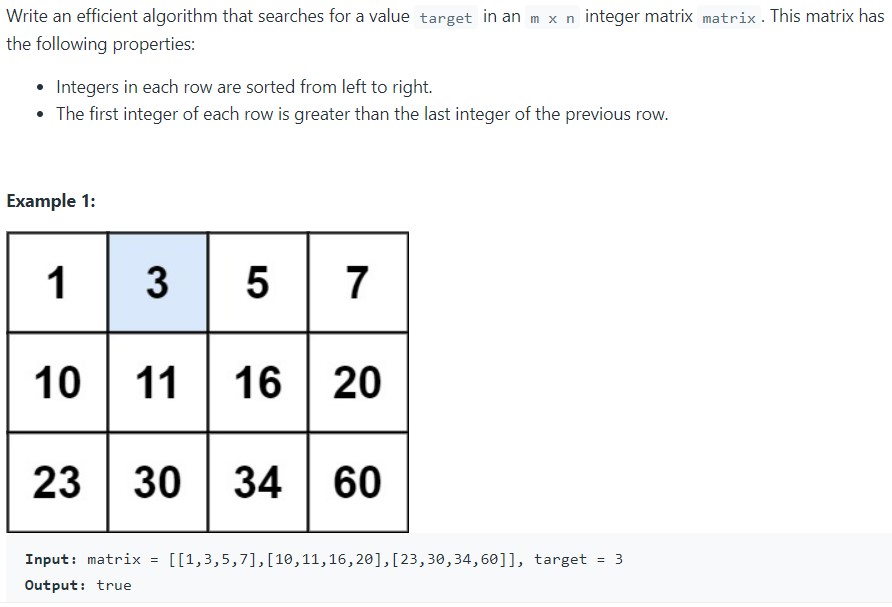 Write an efficient algorithm that searches for a value target in an m x n integer matrix matrix . This matrix has
the following properties:
• Integers in each row are sorted from left to right.
• The first integer of each row is greater than the last integer of the previous row.
Example 1:
1 3 5 7
10 11 16 20
23 30 34 60
Input: matrix = [[1,3,5,7],[10,11,16,20],[23,30,34,60]], target = 3
Output: true